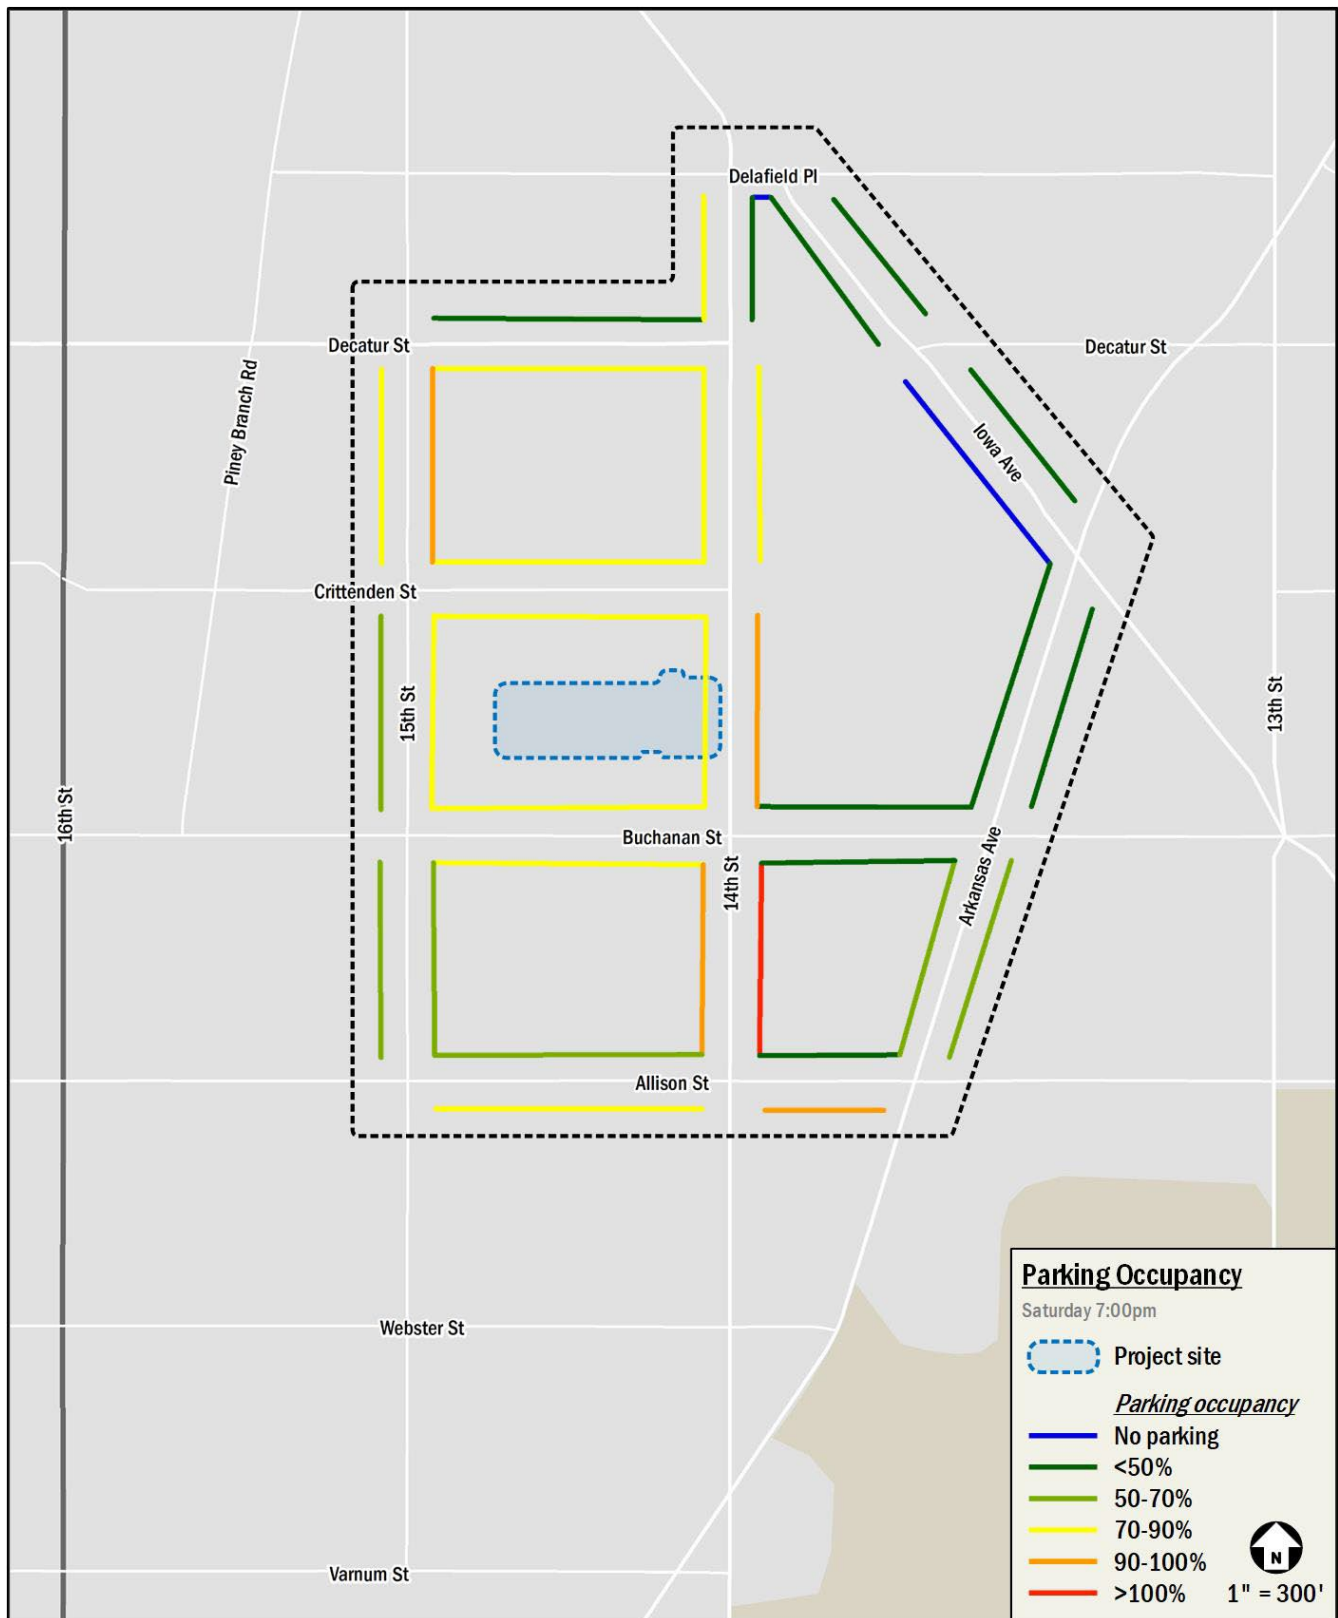 Delafield Pl
Decatur St
Decatur St
Piney Branch Rd
Iowa Ave
Crittenden St
15th St
13th St
16th St
Buchanan St
14th St
Arkansas Ave
Allison St
Webster St
Varnum St
Parking Occupancy
Saturday 7:00pm
Project site
Parking occupancy
No parking
<50%
50-70%
70-90%
90-100%
>100%
N
1" = 300'